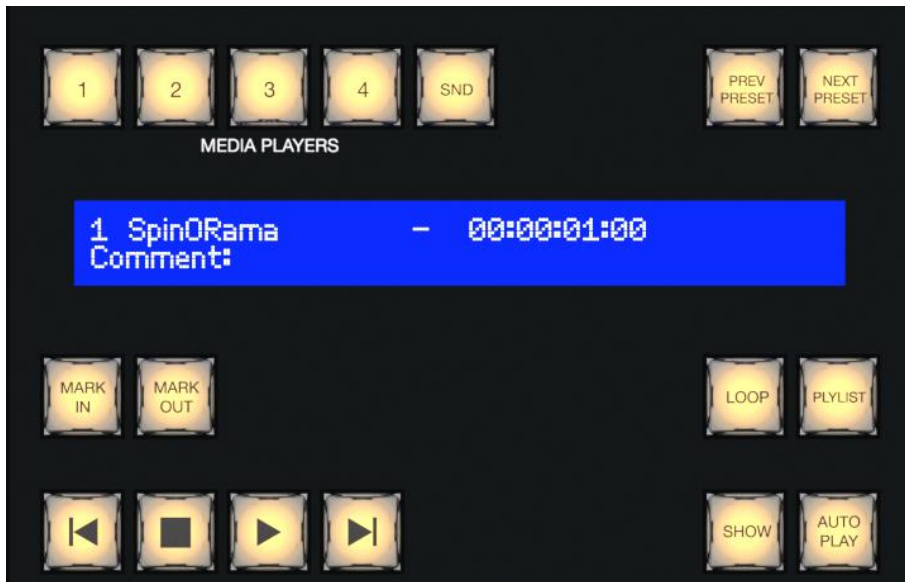 1 2 3 4 SND
PREV PRESET
NEXT PRESET
MEDIA PLAYERS
1 SpinORama - 00:00:01:00
Comment:
MARK IN
MARK OUT
LOOP
PLYLIST
SHOW
AUTO PLAY